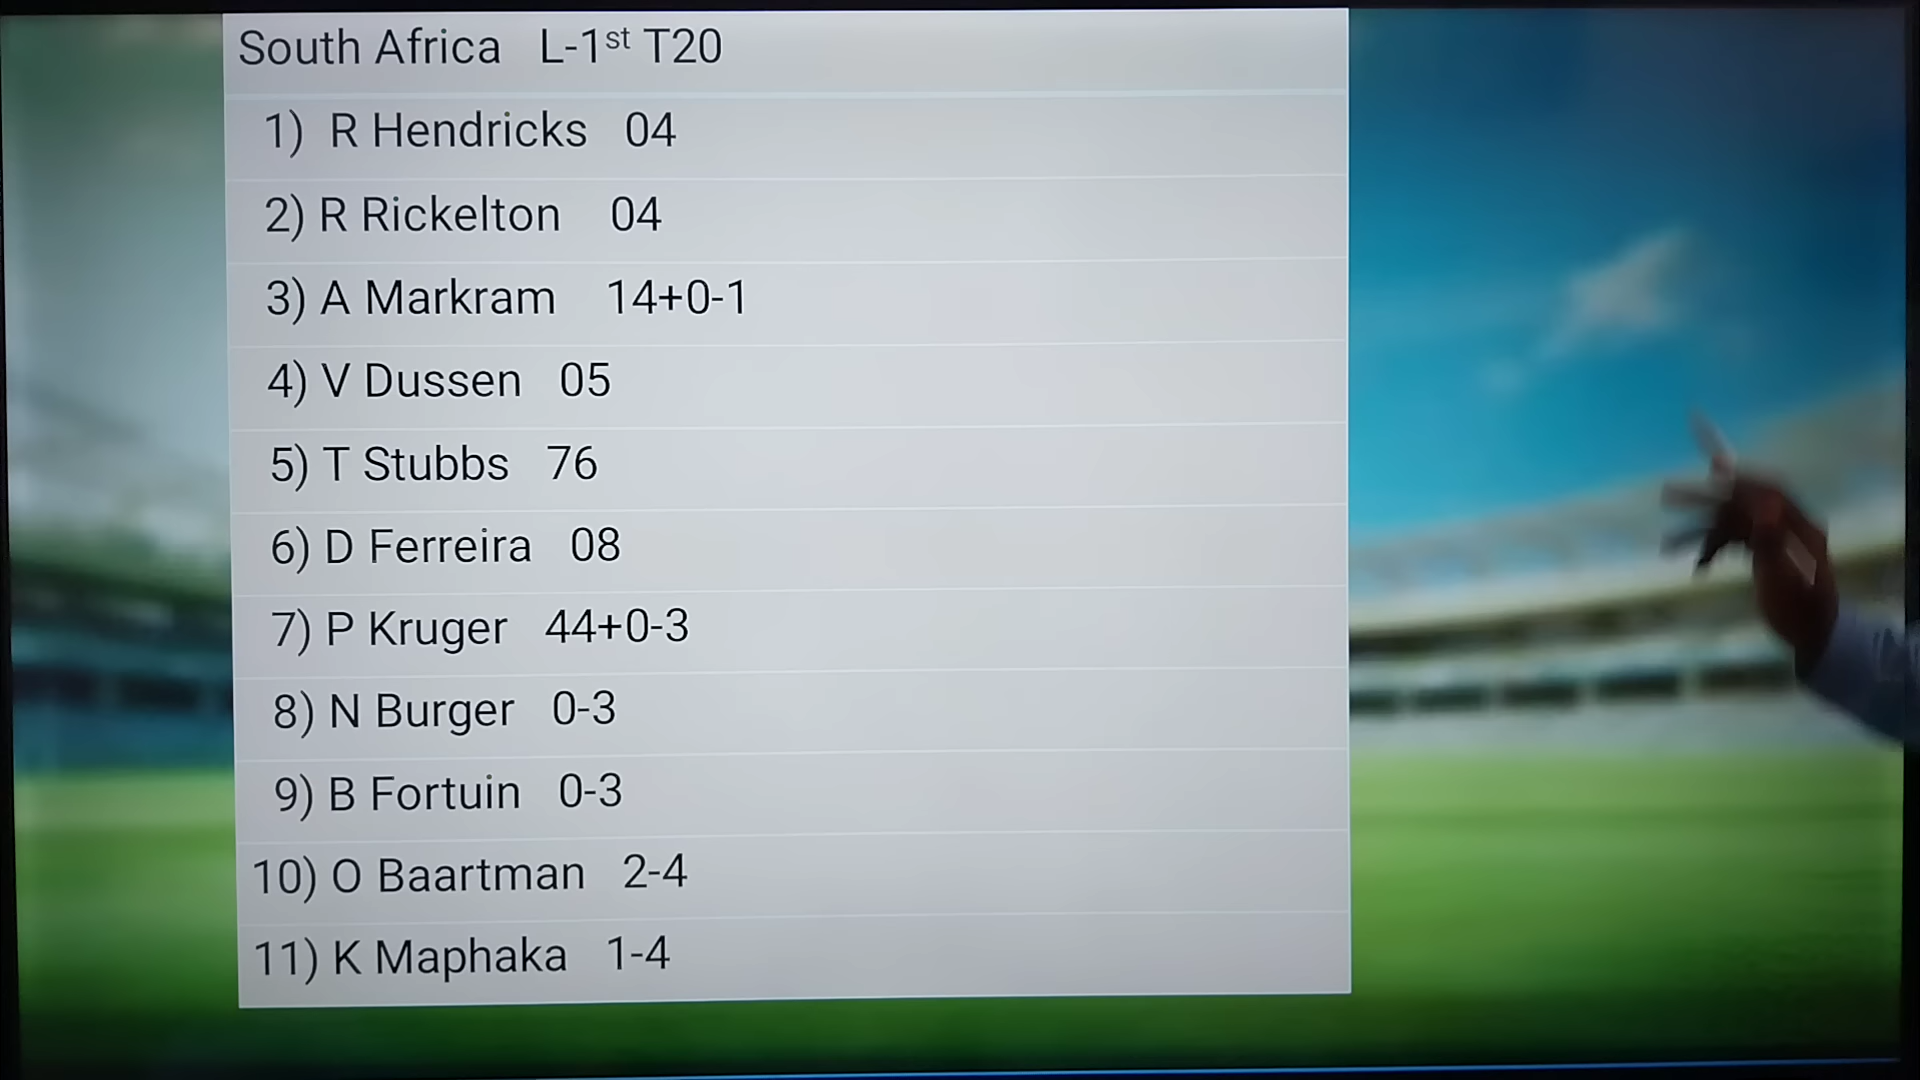 South Africa L-1st T20
1) R Hendricks 04
2) R Rickelton 04
3) A Markram 14+0-1
4) V Dussen 05
5) T Stubbs 76
6) D Ferreira 08
7) P Kruger 44+0-3
8) N Burger 0-3
9) B Fortuin 0-3
10) O Baartman 2-4
11) K Maphaka 1-4